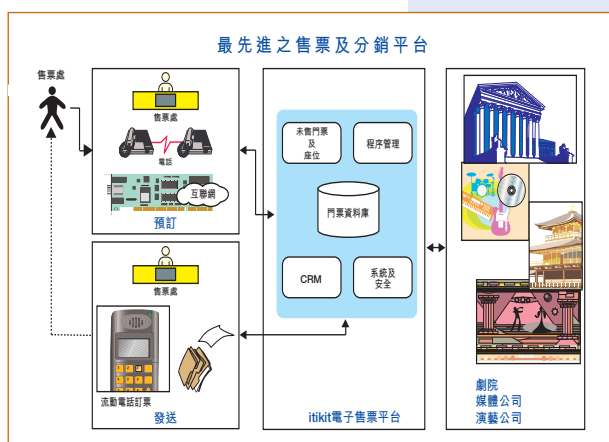 最先進之售票及分銷平台
售票處
售票處
電話
互聯網
預訂
售票處
流動電話訂票
發送
未售門票
及
座位
程序管理
門票資料庫
CRM
系統及
安全
itikit電子售票平台
劇院
媒體公司
演藝公司